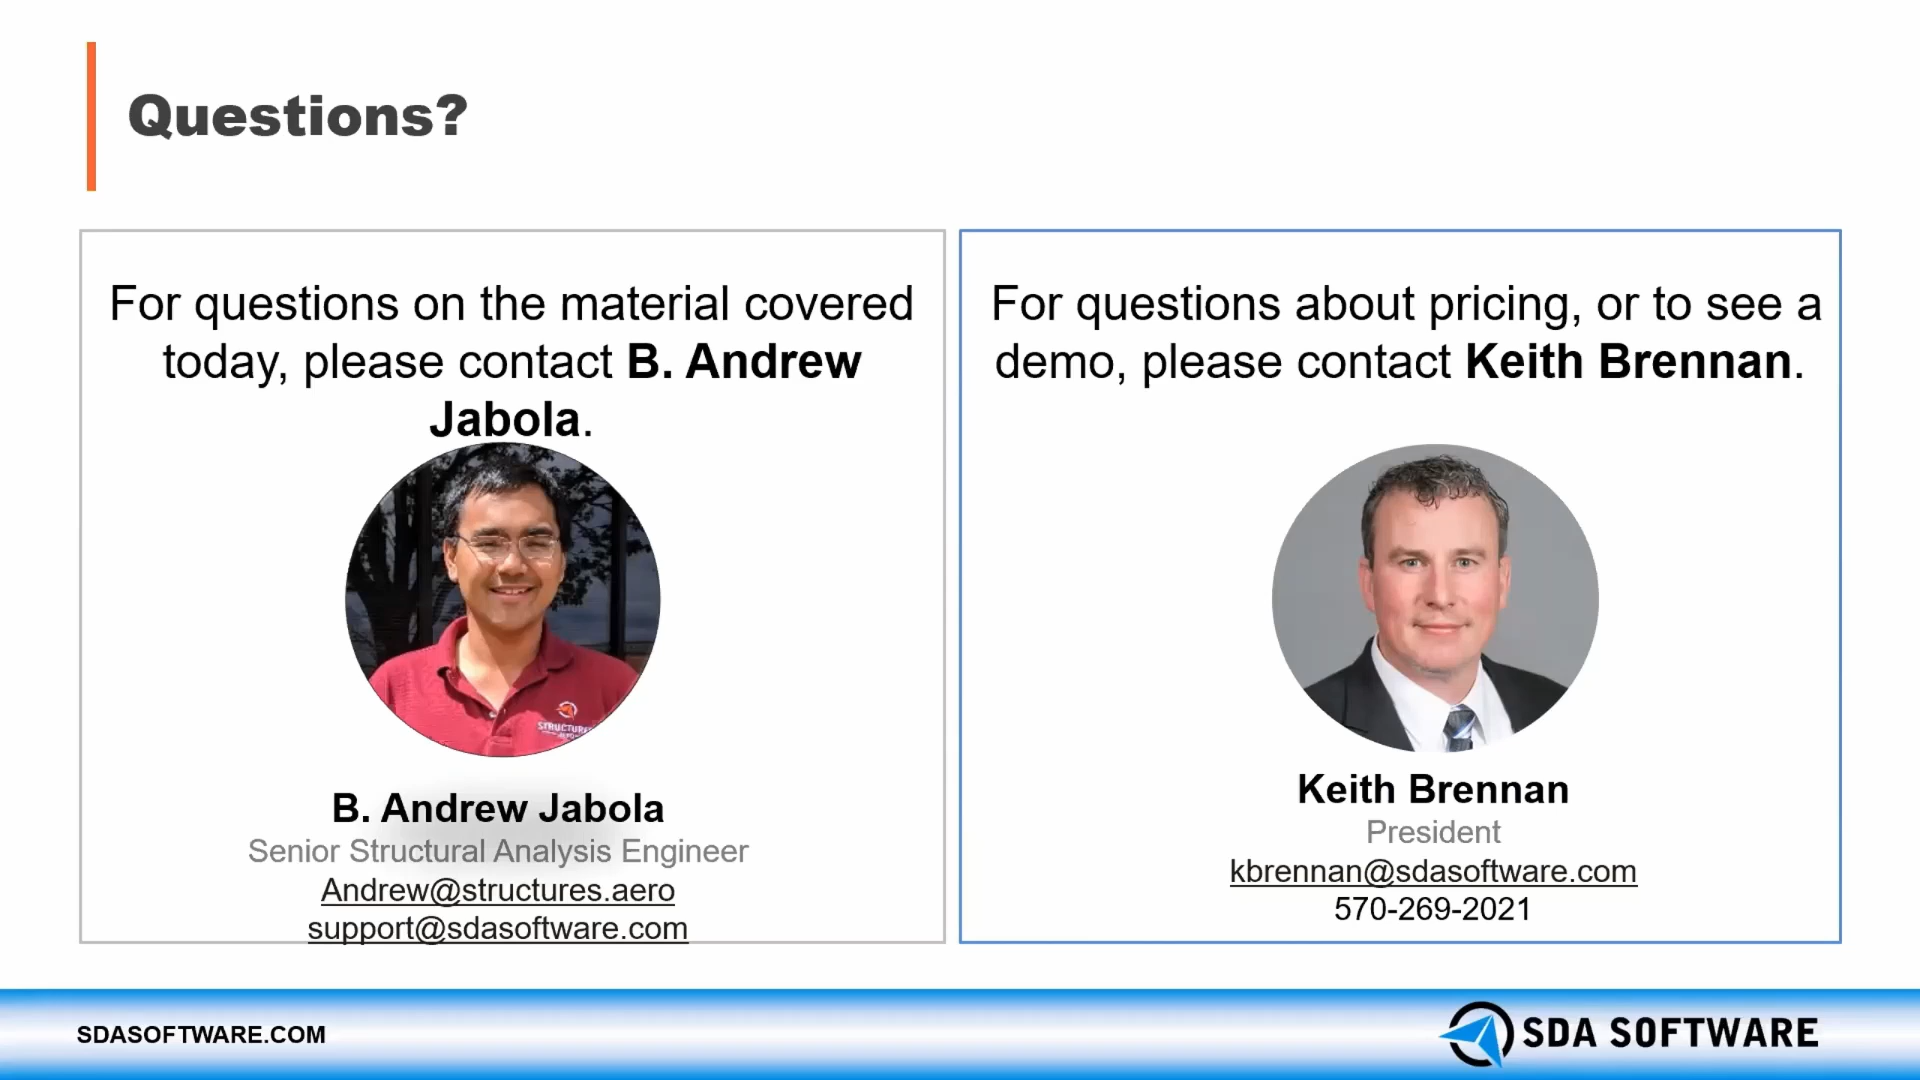 Questions?
For questions on the material covered
today, please contact B. Andrew
Jabola.
STRUCTURE
B. Andrew Jabola
Senior Structural Analysis Engineer
Andrew@structures.aero
support@sdasoftware.com
For questions about pricing, or to see a
demo, please contact Keith Brennan.
Keith Brennan
President
kbrennan@sdasoftware.com
570-269-2021
SDASOFTWARE.COM
SDA SOFTWARE